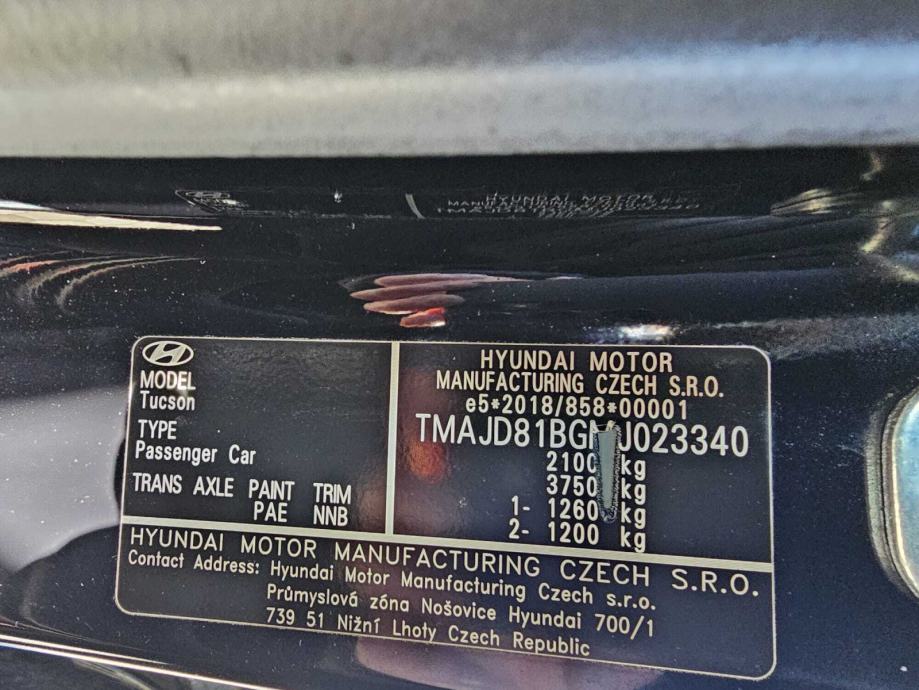 MODEL
Tucson
TYPE
Passenger Car
TRANS AXLE PAINT TRIM
PAE NNB
HYUNDAI MOTOR
MANUFACTURING CZECH S.R.O.
e5*2018/858*00001
2100 kg
3750 kg
1- 1260 kg
2- 1200 kg
HYUNDAI MOTOR MANUFACTURING CZECH S.R.O.
Contact Address: Hyundai Motor Manufacturing Czech s.r.o.
Průmyslová zóna Nošovice Hyundai 700/1
739 51 Nižní Lhoty Czech Republic